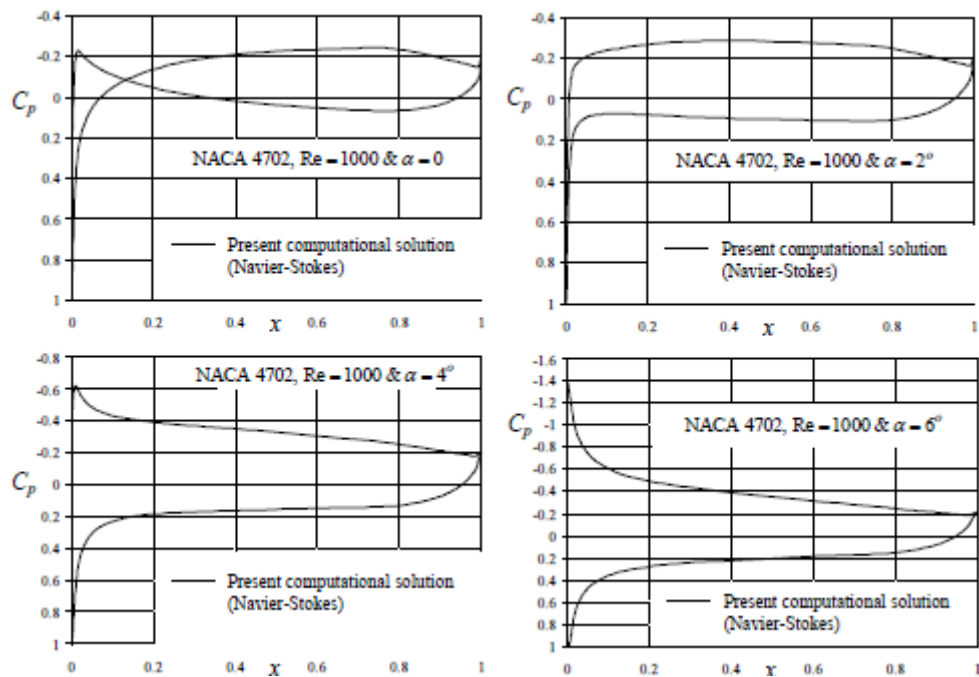 -0.4
-0.2
C_p 0
0.2
0.4
0.6
0.8
1
0 0.2 0.4 x 0.6 0.8 1
NACA 4702, Re = 1000 & α = 0
Present computational solution
(Navier-Stokes)
-0.4
-0.2
C_p 0
0.2
0.4
0.6
0.8
1
0 0.2 0.4 x 0.6 0.8 1
NACA 4702, Re = 1000 & α = 2°
Present computational solution
(Navier-Stokes)
-0.8
-0.6
-0.4
-0.2
C_p 0
0.2
0.4
0.6
0.8
1
0 0.2 0.4 x 0.6 0.8 1
NACA 4702, Re = 1000 & α = 4°
Present computational solution
(Navier-Stokes)
-1.6
-1.4
-1.2
C_p -1
-0.8
-0.6
-0.4
-0.2
0
0.2
0.4
0.6
0.8
1
0 0.2 0.4 x 0.6 0.8 1
NACA 4702, Re = 1000 & α = 6°
Present computational solution
(Navier-Stokes)